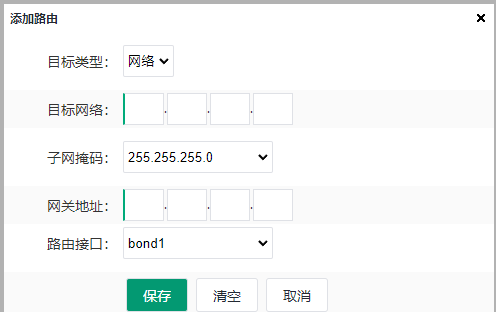 添加路由 ×
目标类型： 网络
目标网络： . . .
子网掩码： 255.255.255.0
网关地址： . . .
路由接口： bond1
保存 清空 取消